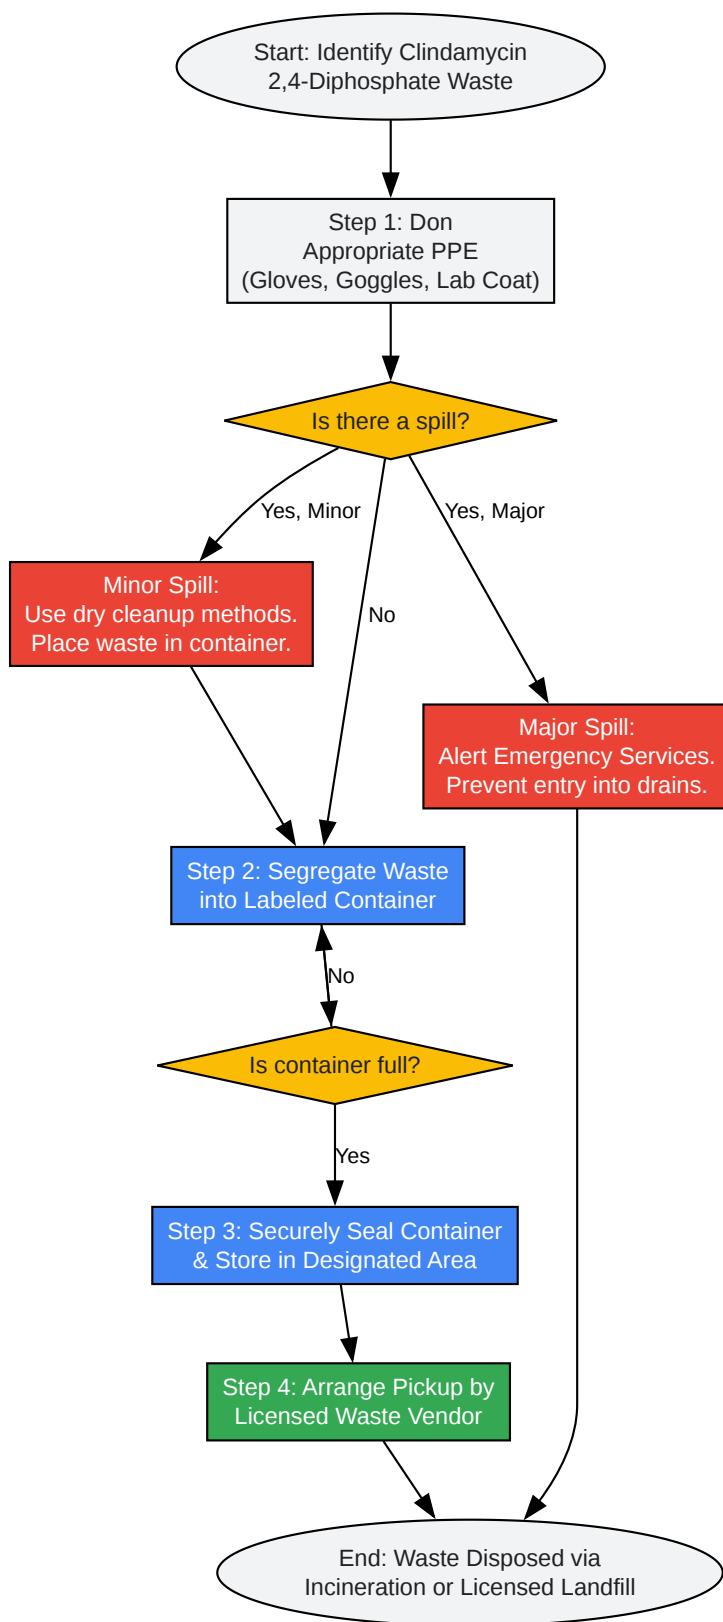 Start: Identify Clindamycin
2,4-Diphosphate Waste
Step 1: Don
Appropriate PPE
(Gloves, Goggles, Lab Coat)
Is there a spill?
Yes, Minor
Yes, Major
Minor Spill:
Use dry cleanup methods.
Place waste in container.
No
Major Spill:
Alert Emergency Services.
Prevent entry into drains.
Step 2: Segregate Waste
into Labeled Container
No
Is container full?
Yes
Step 3: Securely Seal Container
& Store in Designated Area
Step 4: Arrange Pickup by
Licensed Waste Vendor
End: Waste Disposed via
Incineration or Licensed Landfill